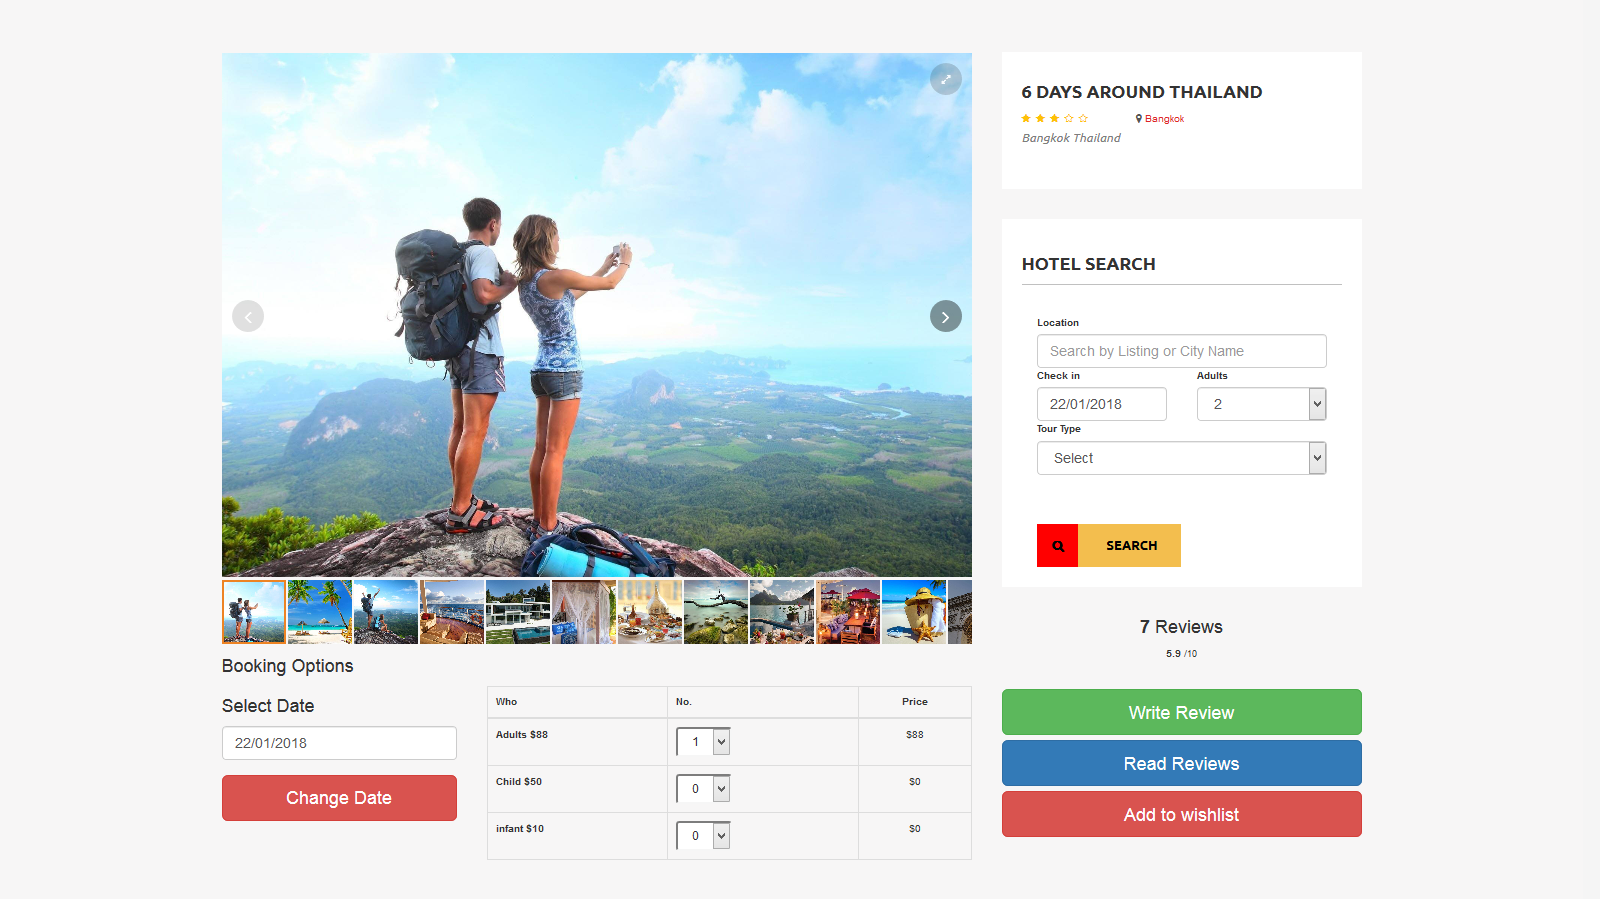 6 DAYS AROUND THAILAND
Bangkok
Bangkok Thailand
HOTEL SEARCH
Location
Search by Listing or City Name
Check in
Adults
22/01/2018
2
Tour Type
Select
SEARCH
7 Reviews
5.9 /10
Write Review
Read Reviews
Add to wishlist
Booking Options
Select Date
22/01/2018
Change Date
Who No. Price
Adults $88 1 $88
Child $50 0 $0
infant $10 0 $0